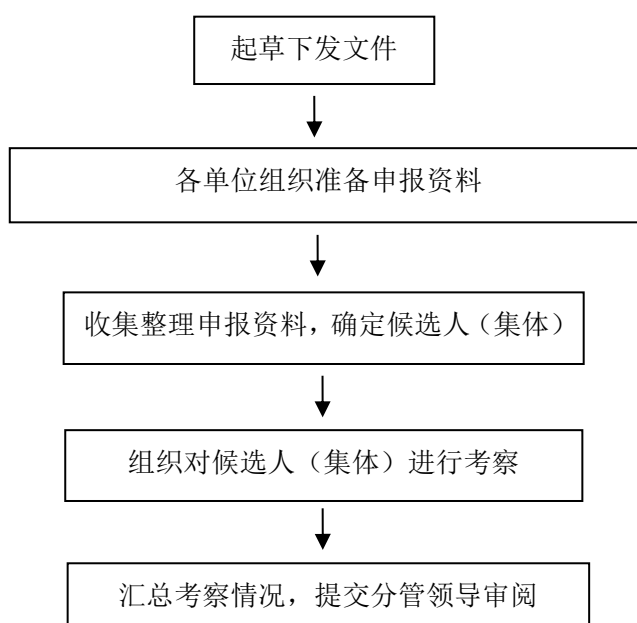 起草下发文件
各单位组织准备申报资料
收集整理申报资料，确定候选人（集体）
组织对候选人（集体）进行考察
汇总考察情况，提交分管领导审阅